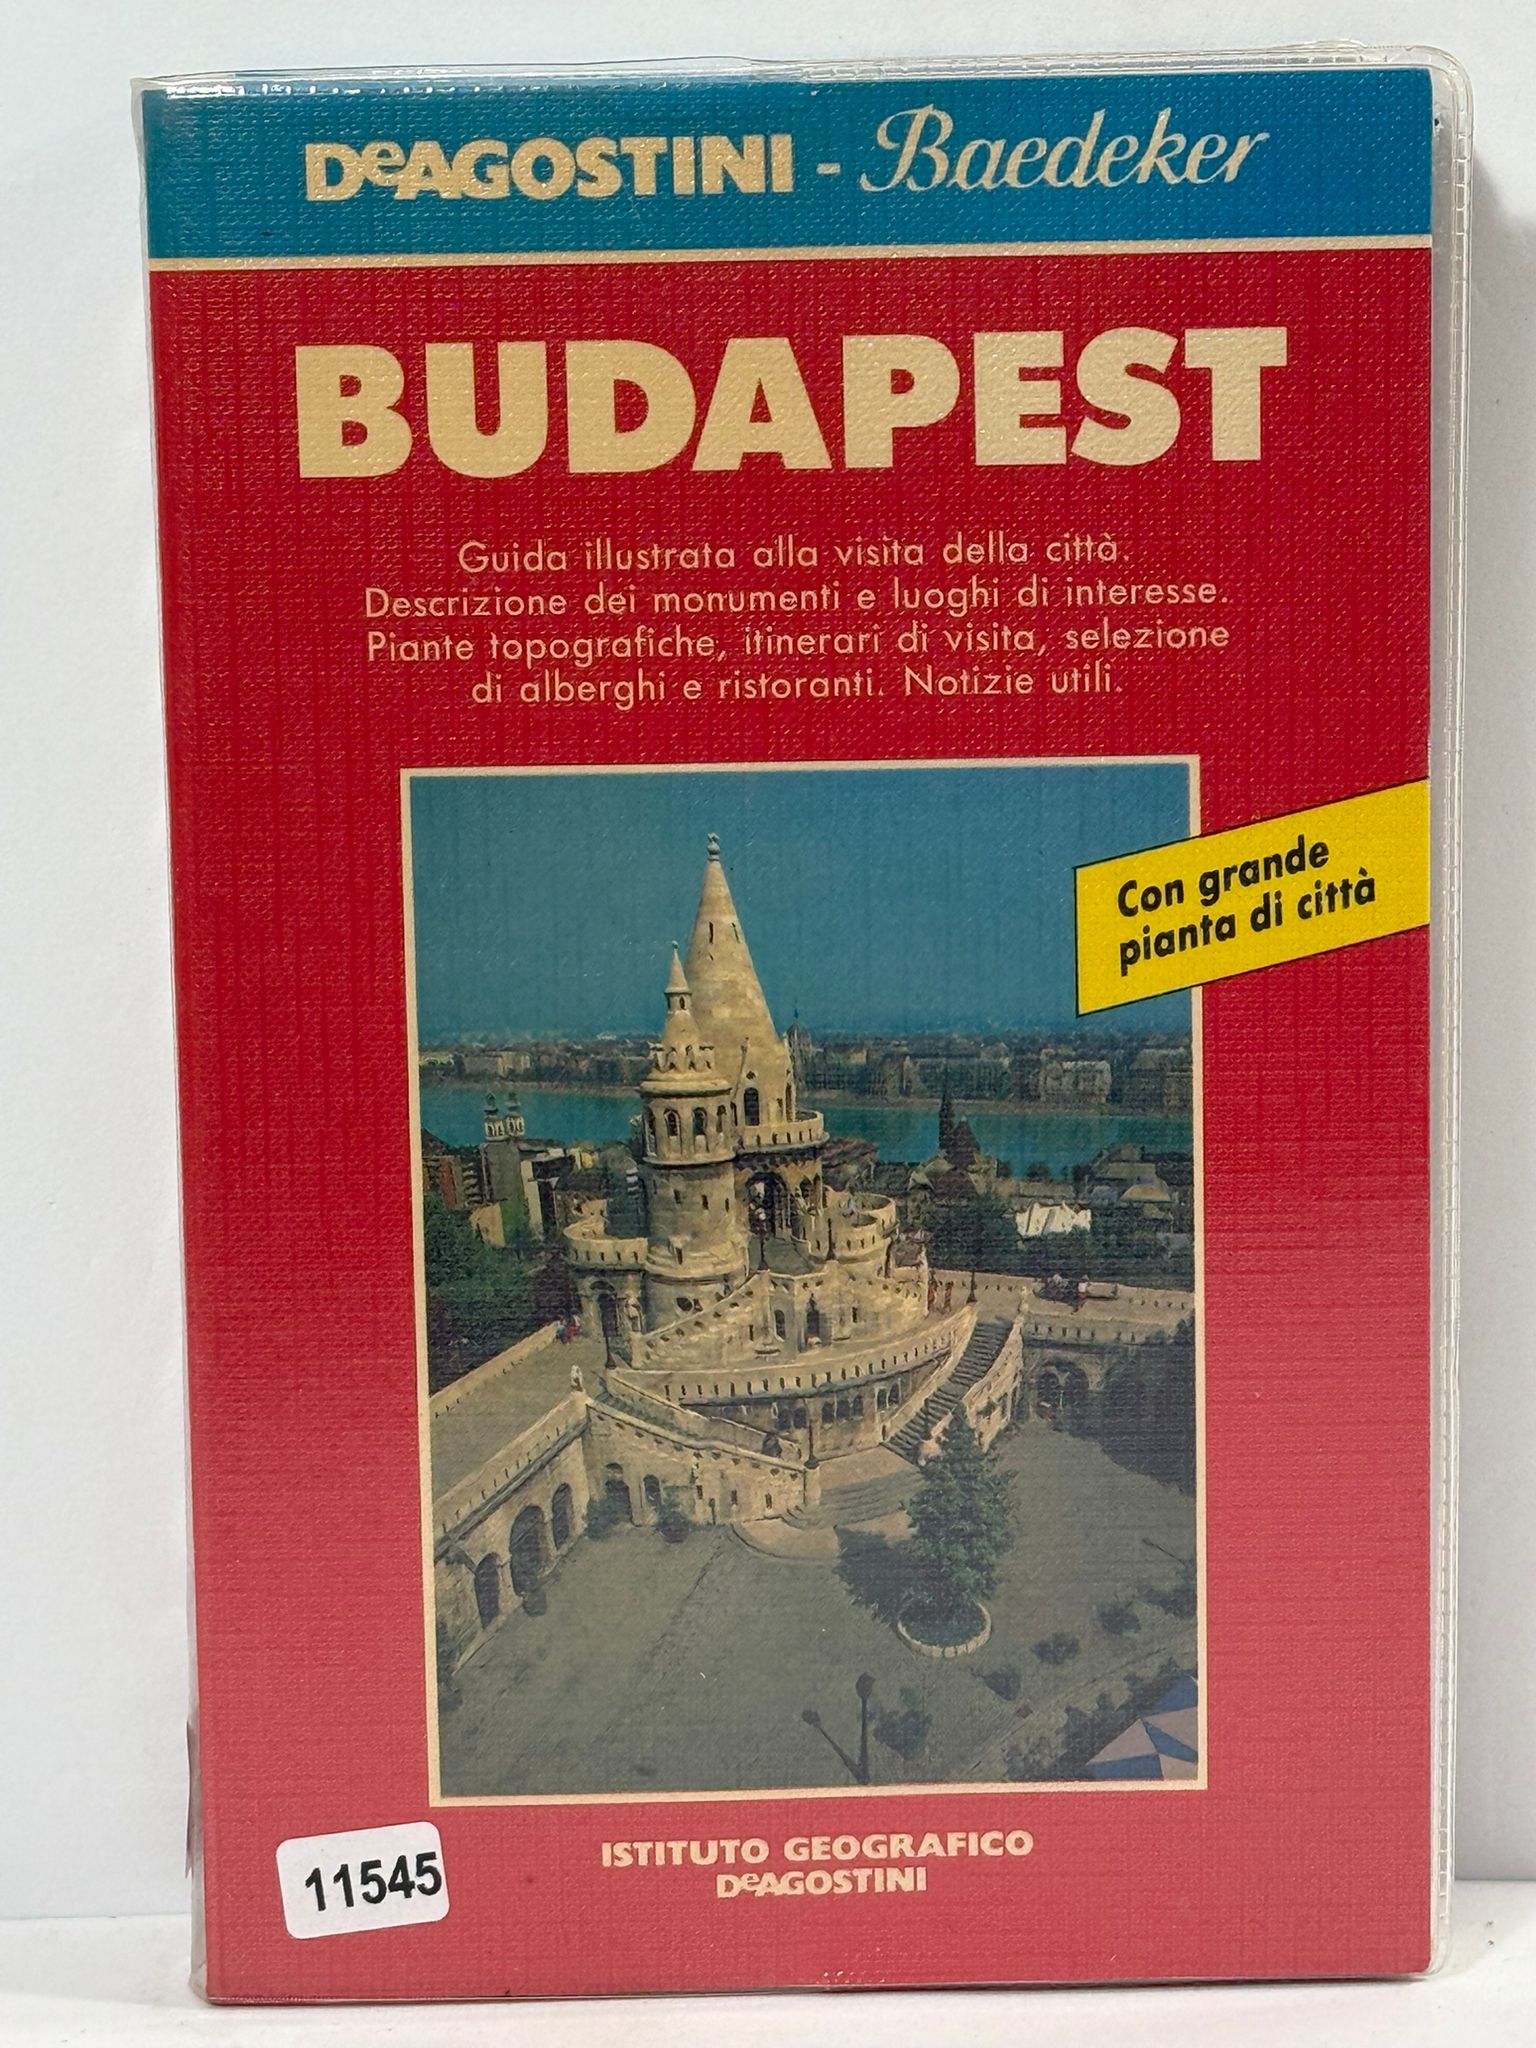 DeAGOSTINI - Baedeker
BUDAPEST
Guida illustrata alla visita della città.
Descrizione dei monumenti e luoghi di interesse.
Piante topografiche, itinerari di visita, selezione
di alberghi e ristoranti. Notizie utili.
Con grande
pianta di città
ISTITUTO GEOGRAFICO
DeAGOSTINI
11545